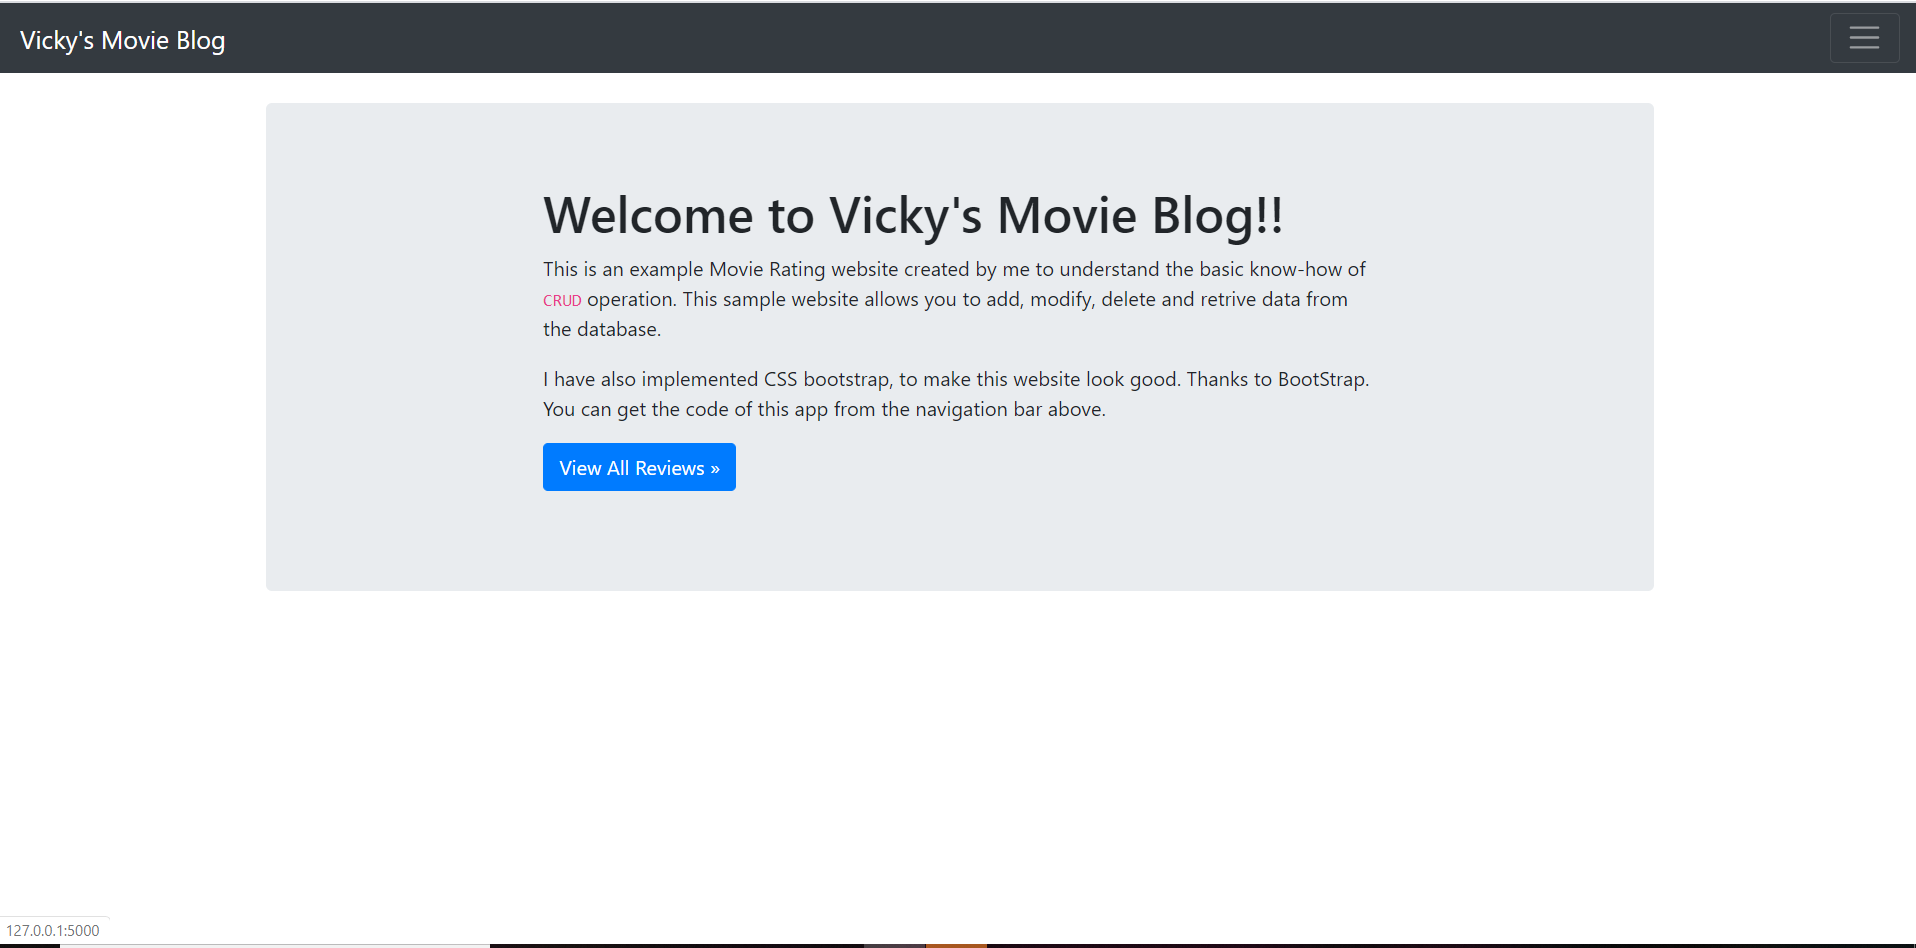 Vicky's Movie Blog
Welcome to Vicky's Movie Blog!!
This is an example Movie Rating website created by me to understand the basic know-how of
CRUD operation. This sample website allows you to add, modify, delete and retrive data from
the database.
I have also implemented CSS bootstrap, to make this website look good. Thanks to BootStrap.
You can get the code of this app from the navigation bar above.
View All Reviews »
127.0.0.1:5000